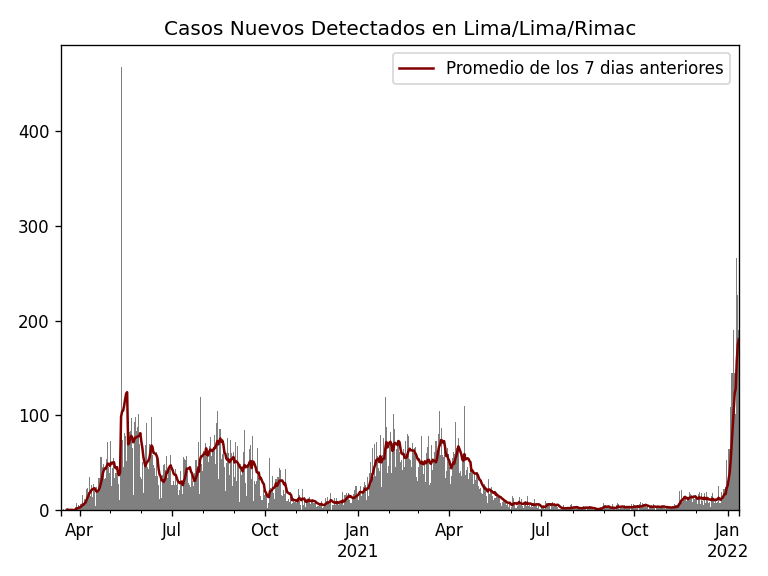 Casos Nuevos Detectados en Lima/Lima/Rimac
Promedio de los 7 dias anteriores
400
300
200
100
0
Apr Jul Oct Jan Apr Jul Oct Jan
2021 2022